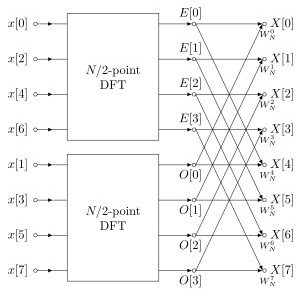 x[0] E[0] X[0]
W_N^0
x[2] E[1] X[1]
W_N^1
x[4] N/2-point E[2] X[2]
DFT W_N^2
x[6] E[3] X[3]
W_N^3
x[1] O[0] X[4]
W_N^4
x[3] N/2-point O[1] X[5]
DFT W_N^5
x[5] O[2] X[6]
W_N^6
x[7] O[3] X[7]
W_N^7